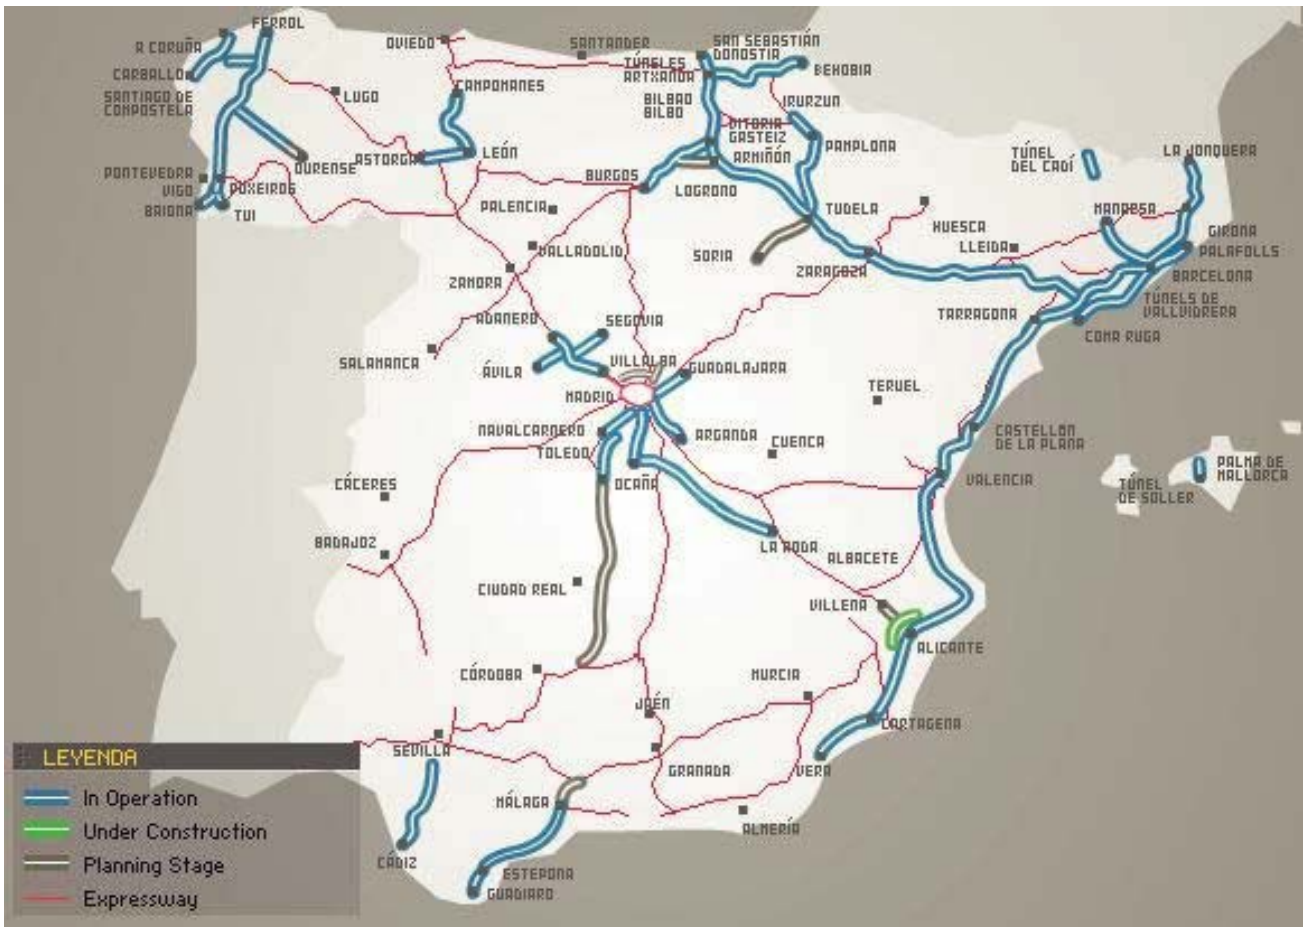 FERROL
A CORUÑA
OVIEDO
SANTANDER
SAN SEBASTIÁN
DONOSTIA
TÚNELES
ARTXANDA
BEHOBIA
CARBALLO
CAMPOMANES
LUGO
SANTIAGO DE
COMPOSTELA
BILBAO
BILBO
IRURZUN
VITORIA
GASTEIZ
PAMPLONA
ASTORGA
LEÓN
ARMIÑÓN
TÚNEL
DEL CADÍ
LA JONQUERA
OURENSE
PONTEVEDRA
VIGO
PUXEIROS
BURGOS
LOGRONO
BAIONA
TUI
PALENCIA
TUDELA
HUESCA
MANRESA
GIRONA
VALLADOLID
SORIA
LLEIDA
PALAFOLLS
ZAMORA
ZARAGOZA
BARCELONA
TÚNELS DE
VALLVIDRERA
ADANERO
SEGOVIA
TARRAGONA
COMA RUGA
SALAMANCA
ÁVILA
VILLALBA
GUADALAJARA
MADRID
TERUEL
NAVALCARNERO
ARGANDA
CASTELLÓN
DE LA PLANA
TOLEDO
CUENCA
OCAÑA
CÁCERES
VALENCIA
TÚNEL
DE SOLLER
PALMA DE
MALLORCA
BADAJOZ
LA RODA
ALBACETE
CIUDAD REAL
VILLENA
ALICANTE
CÓRDOBA
MURCIA
JAÉN
CARTAGENA
SEVILLA
GRANADA
VERA
MÁLAGA
ALMERÍA
CÁDIZ
ESTEPONA
GUADIARO
LEYENDA
In Operation
Under Construction
Planning Stage
Expressway